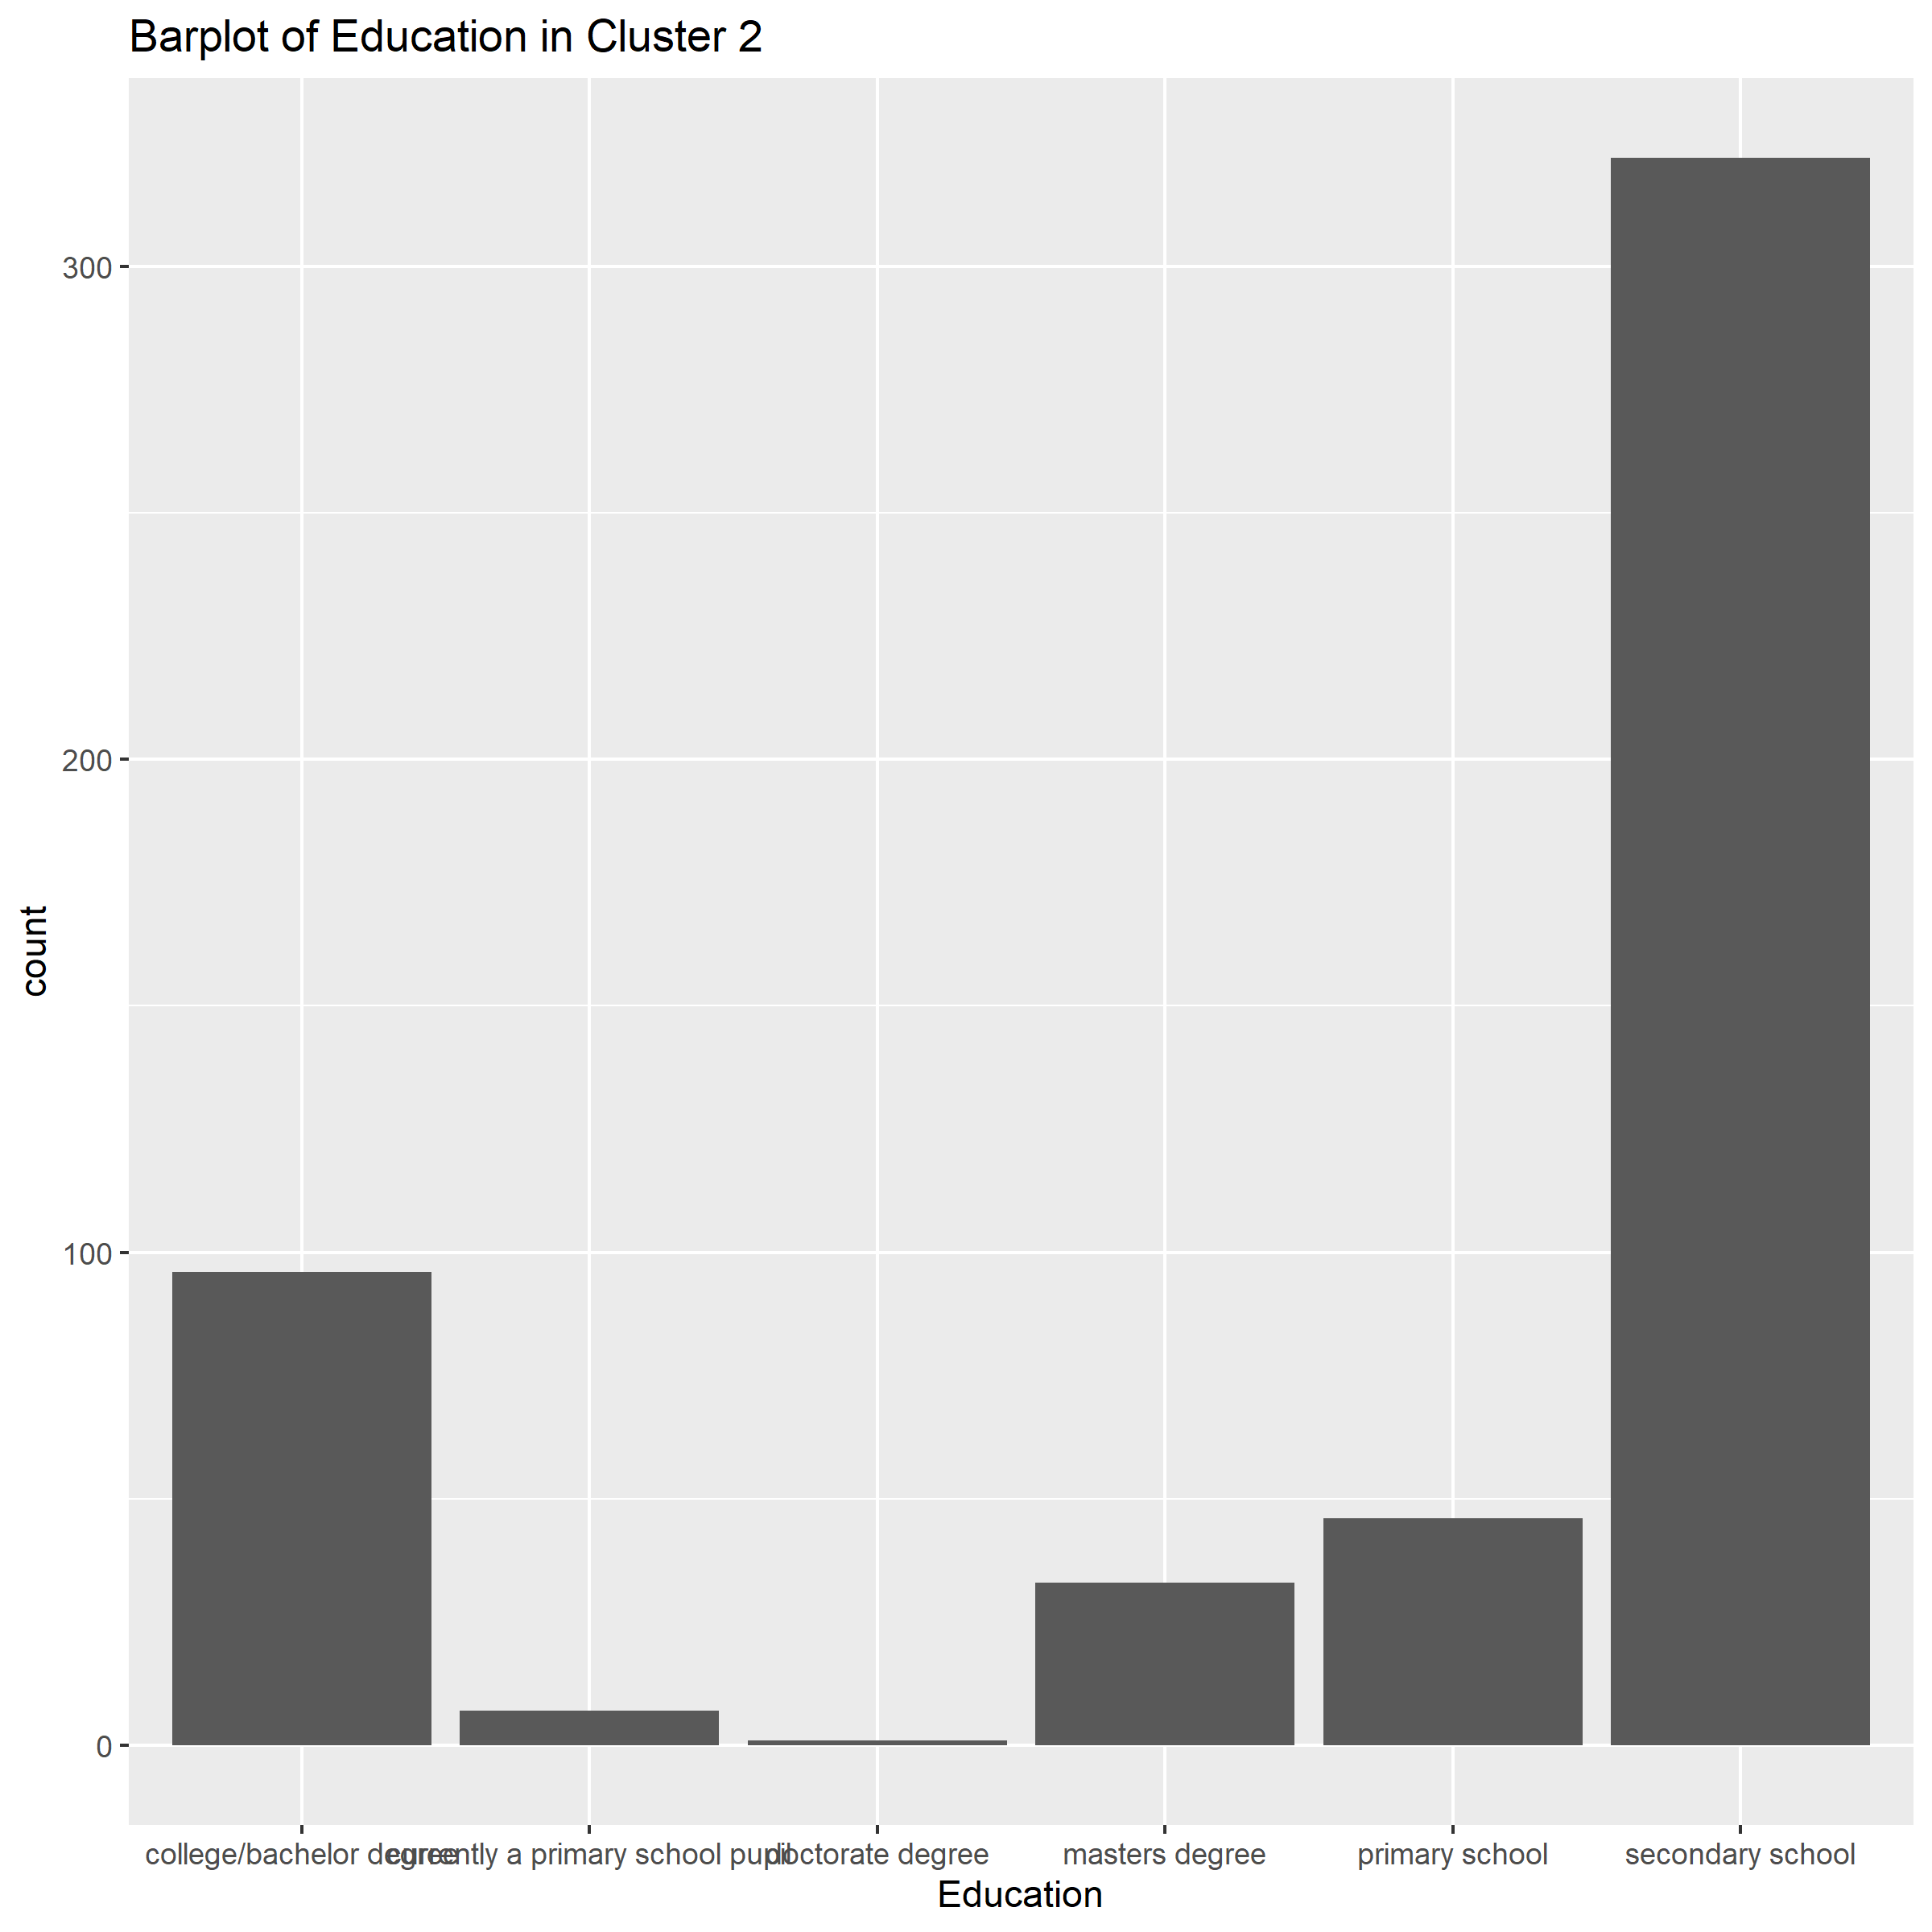 Barplot of Education in Cluster 2
300
200
100
0
count
college/bachelor degree currently a primary school pupil doctorate degree masters degree primary school secondary school
Education